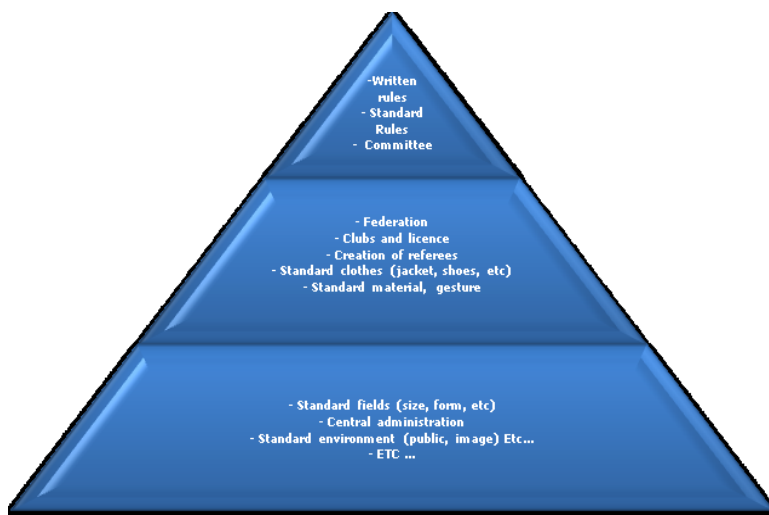 -Written
rules
- Standard
Rules
- Committee
- Federation
- Clubs and licence
- Creation of referees
- Standard clothes (jacket, shoes, etc)
- Standard material, gesture
- Standard fields (size, form, etc)
- Central administration
- Standard environment (public, image) Etc...
- ETC ...